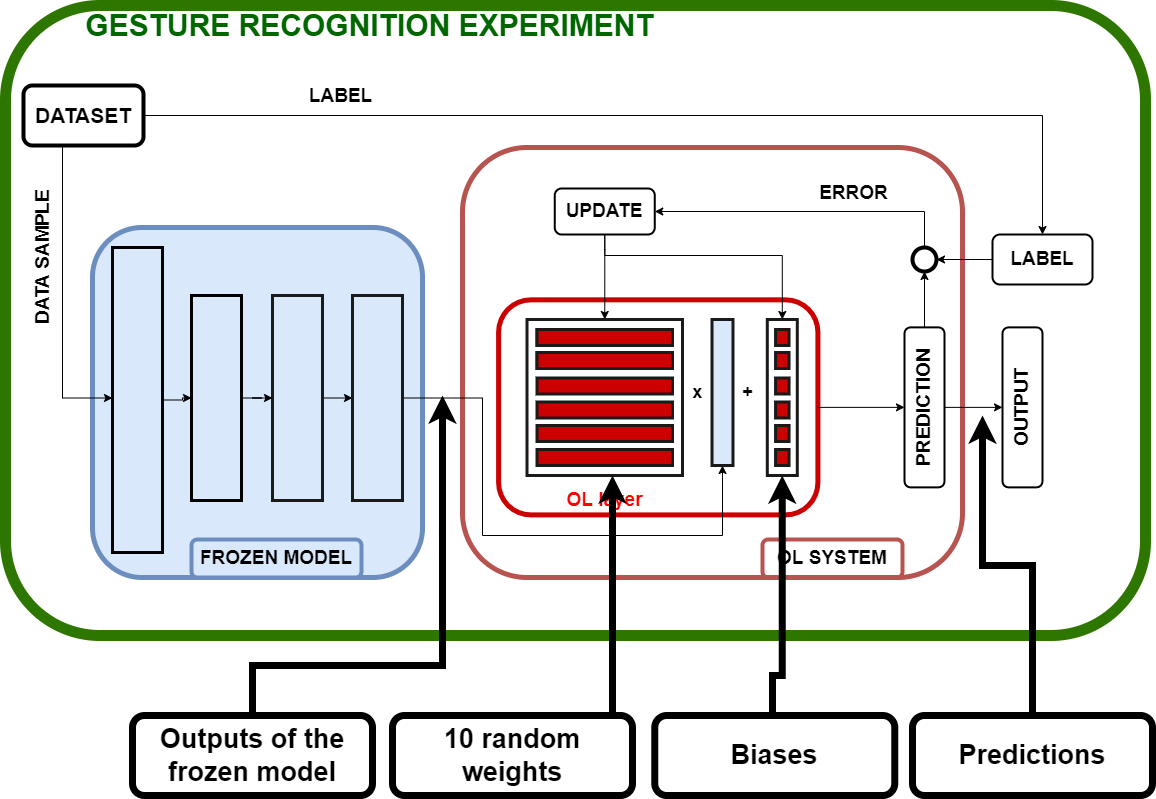 GESTURE RECOGNITION EXPERIMENT
LABEL
DATASET
DATA SAMPLE
UPDATE
ERROR
LABEL
x
+
PREDICTION
OUTPUT
OL layer
FROZEN MODEL
OL SYSTEM
Outputs of the
frozen model
10 random
weights
Biases
Predictions